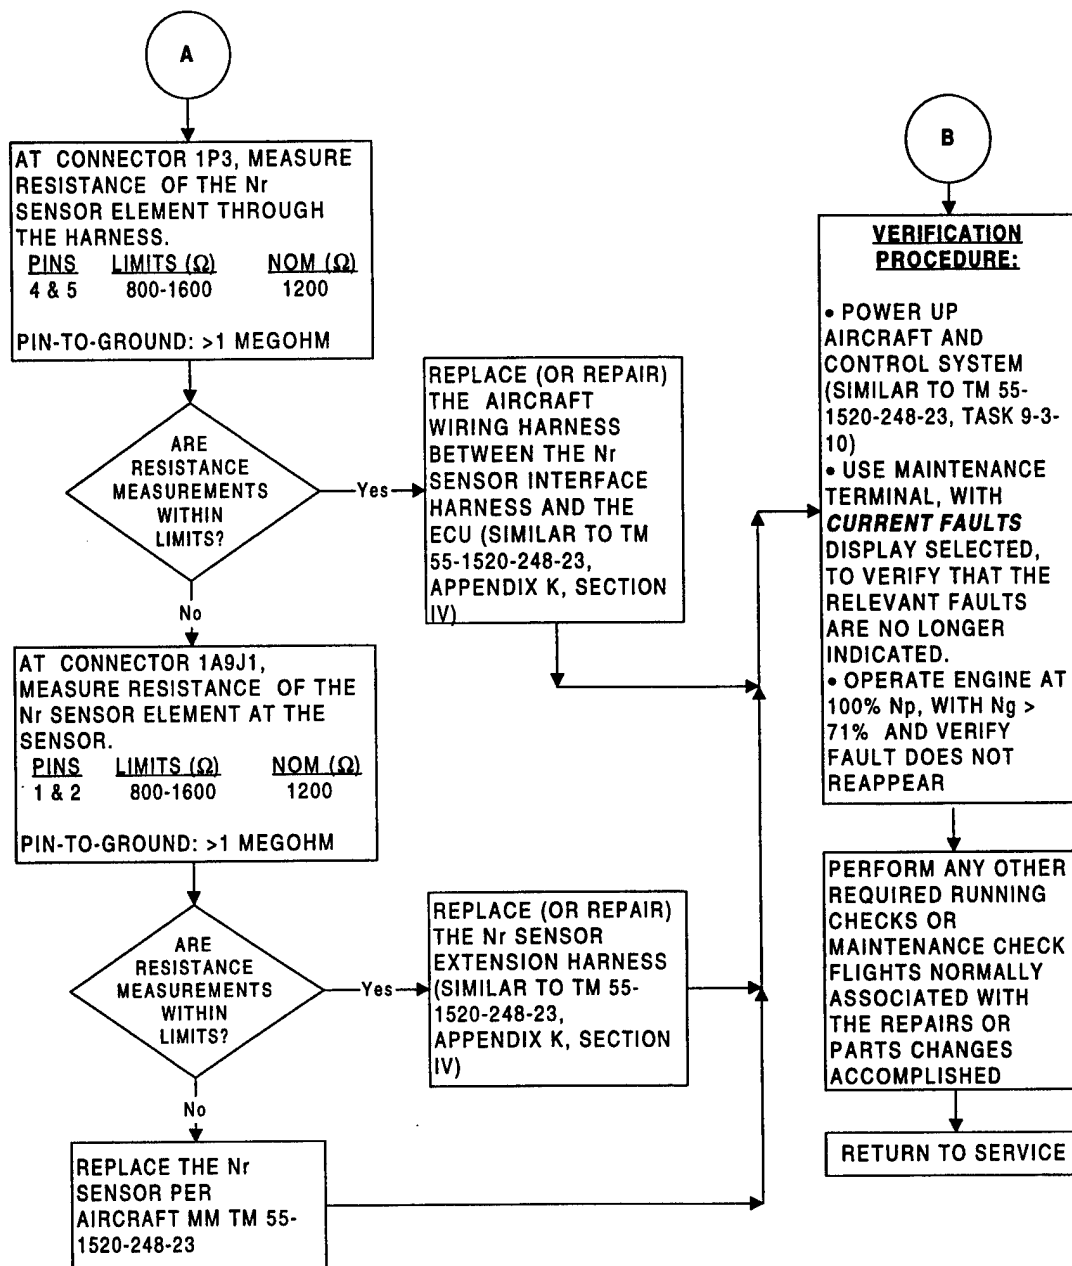 A
AT CONNECTOR 1P3, MEASURE
RESISTANCE OF THE Nr
SENSOR ELEMENT THROUGH
THE HARNESS.
PINS LIMITS (Ω) NOM (Ω)
4 & 5 800-1600 1200
PIN-TO-GROUND: >1 MEGOHM
ARE
RESISTANCE
MEASUREMENTS
WITHIN
LIMITS?
Yes
REPLACE (OR REPAIR)
THE AIRCRAFT
WIRING HARNESS
BETWEEN THE Nr
SENSOR INTERFACE
HARNESS AND THE
ECU (SIMILAR TO TM
55-1520-248-23,
APPENDIX K, SECTION
IV)
No
AT CONNECTOR 1A9J1,
MEASURE RESISTANCE OF THE
Nr SENSOR ELEMENT AT THE
SENSOR.
PINS LIMITS (Ω) NOM (Ω)
1 & 2 800-1600 1200
PIN-TO-GROUND: >1 MEGOHM
ARE
RESISTANCE
MEASUREMENTS
WITHIN
LIMITS?
Yes
REPLACE (OR REPAIR)
THE Nr SENSOR
EXTENSION HARNESS
(SIMILAR TO TM 55-
1520-248-23,
APPENDIX K, SECTION
IV)
No
REPLACE THE Nr
SENSOR PER
AIRCRAFT MM TM 55-
1520-248-23
B
VERIFICATION
PROCEDURE:
• POWER UP
AIRCRAFT AND
CONTROL SYSTEM
(SIMILAR TO TM 55-
1520-248-23, TASK 9-3-
10)
• USE MAINTENANCE
TERMINAL, WITH
CURRENT FAULTS
DISPLAY SELECTED,
TO VERIFY THAT THE
RELEVANT FAULTS
ARE NO LONGER
INDICATED.
• OPERATE ENGINE AT
100% Np, WITH Ng >
71% AND VERIFY
FAULT DOES NOT
REAPPEAR
PERFORM ANY OTHER
REQUIRED RUNNING
CHECKS OR
MAINTENANCE CHECK
FLIGHTS NORMALLY
ASSOCIATED WITH
THE REPAIRS OR
PARTS CHANGES
ACCOMPLISHED
RETURN TO SERVICE